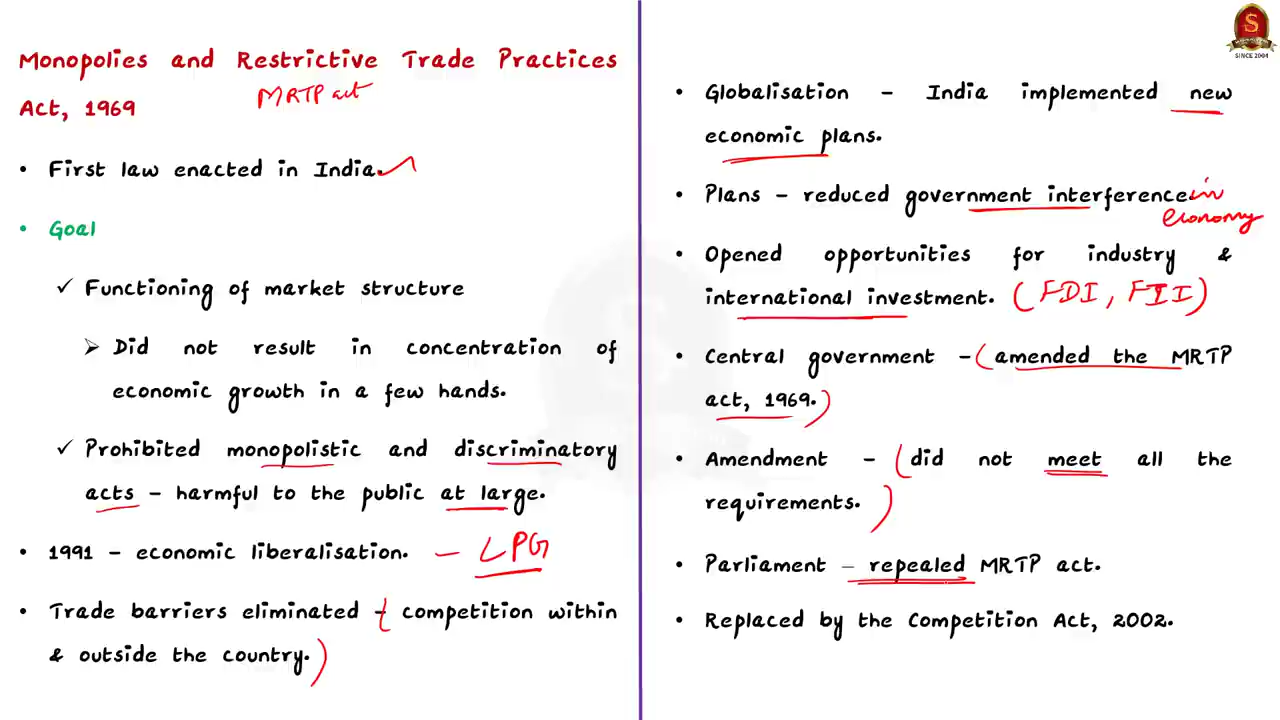 Monopolies and Restrictive Trade Practices
Act, 1969
MRTP act
• First law enacted in India.
• Goal
✓ Functioning of market structure
➢ Did not result in concentration of
economic growth in a few hands.
✓ Prohibited monopolistic and discriminatory
acts – harmful to the public at large.
• 1991 – economic liberalisation. – LPG
• Trade barriers eliminated – (competition within
& outside the country.)
• Globalisation – India implemented new
economic plans.
• Plans – reduced government interference. in
economy
• Opened opportunities for industry &
international investment. (FDI, FII)
• Central government – (amended the MRTP
act, 1969.)
• Amendment – (did not meet all the
requirements.)
• Parliament – repealed MRTP act.
• Replaced by the Competition Act, 2002.
S
SINCE 2004